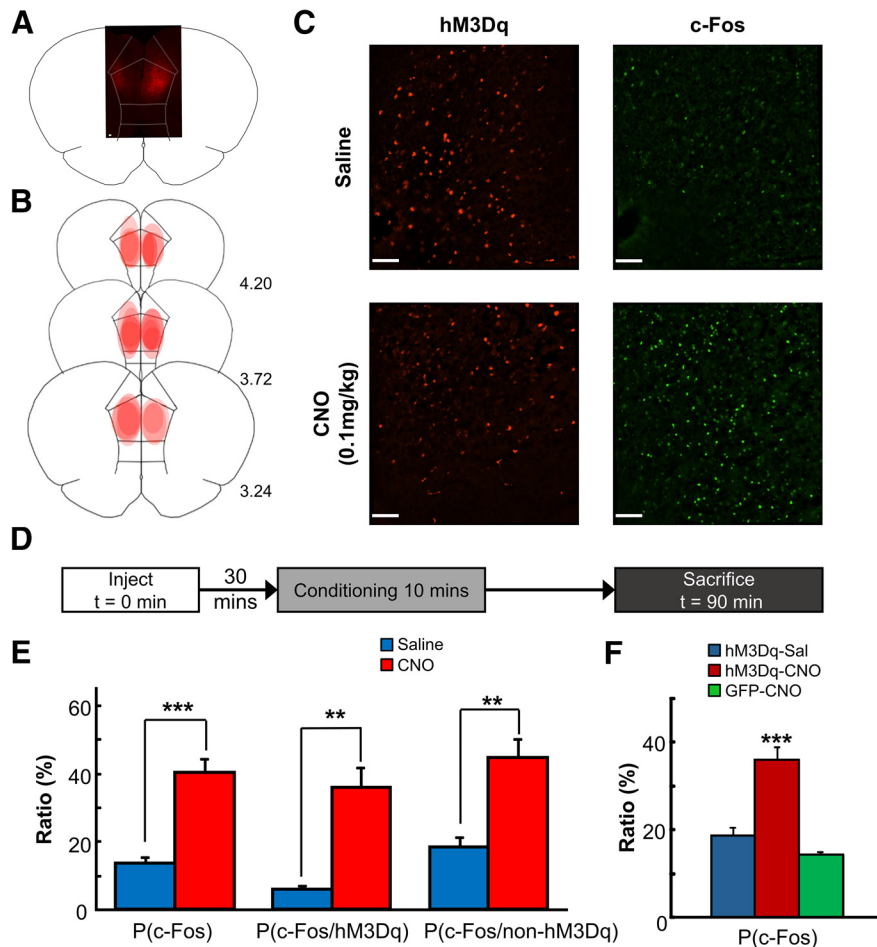 A
B
4.20
3.72
3.24
C
hM3Dq
c-Fos
Saline
CNO
(0.1mg/kg)
D
Inject
t = 0 min
30
mins
Conditioning 10 mins
Sacrifice
t = 90 min
E
Saline
CNO
Ratio (%)
60
40
20
0
***
**
**
P(c-Fos)
P(c-Fos/hM3Dq)
P(c-Fos/non-hM3Dq)
F
hM3Dq-Sal
hM3Dq-CNO
GFP-CNO
Ratio (%)
40
20
0
***
P(c-Fos)